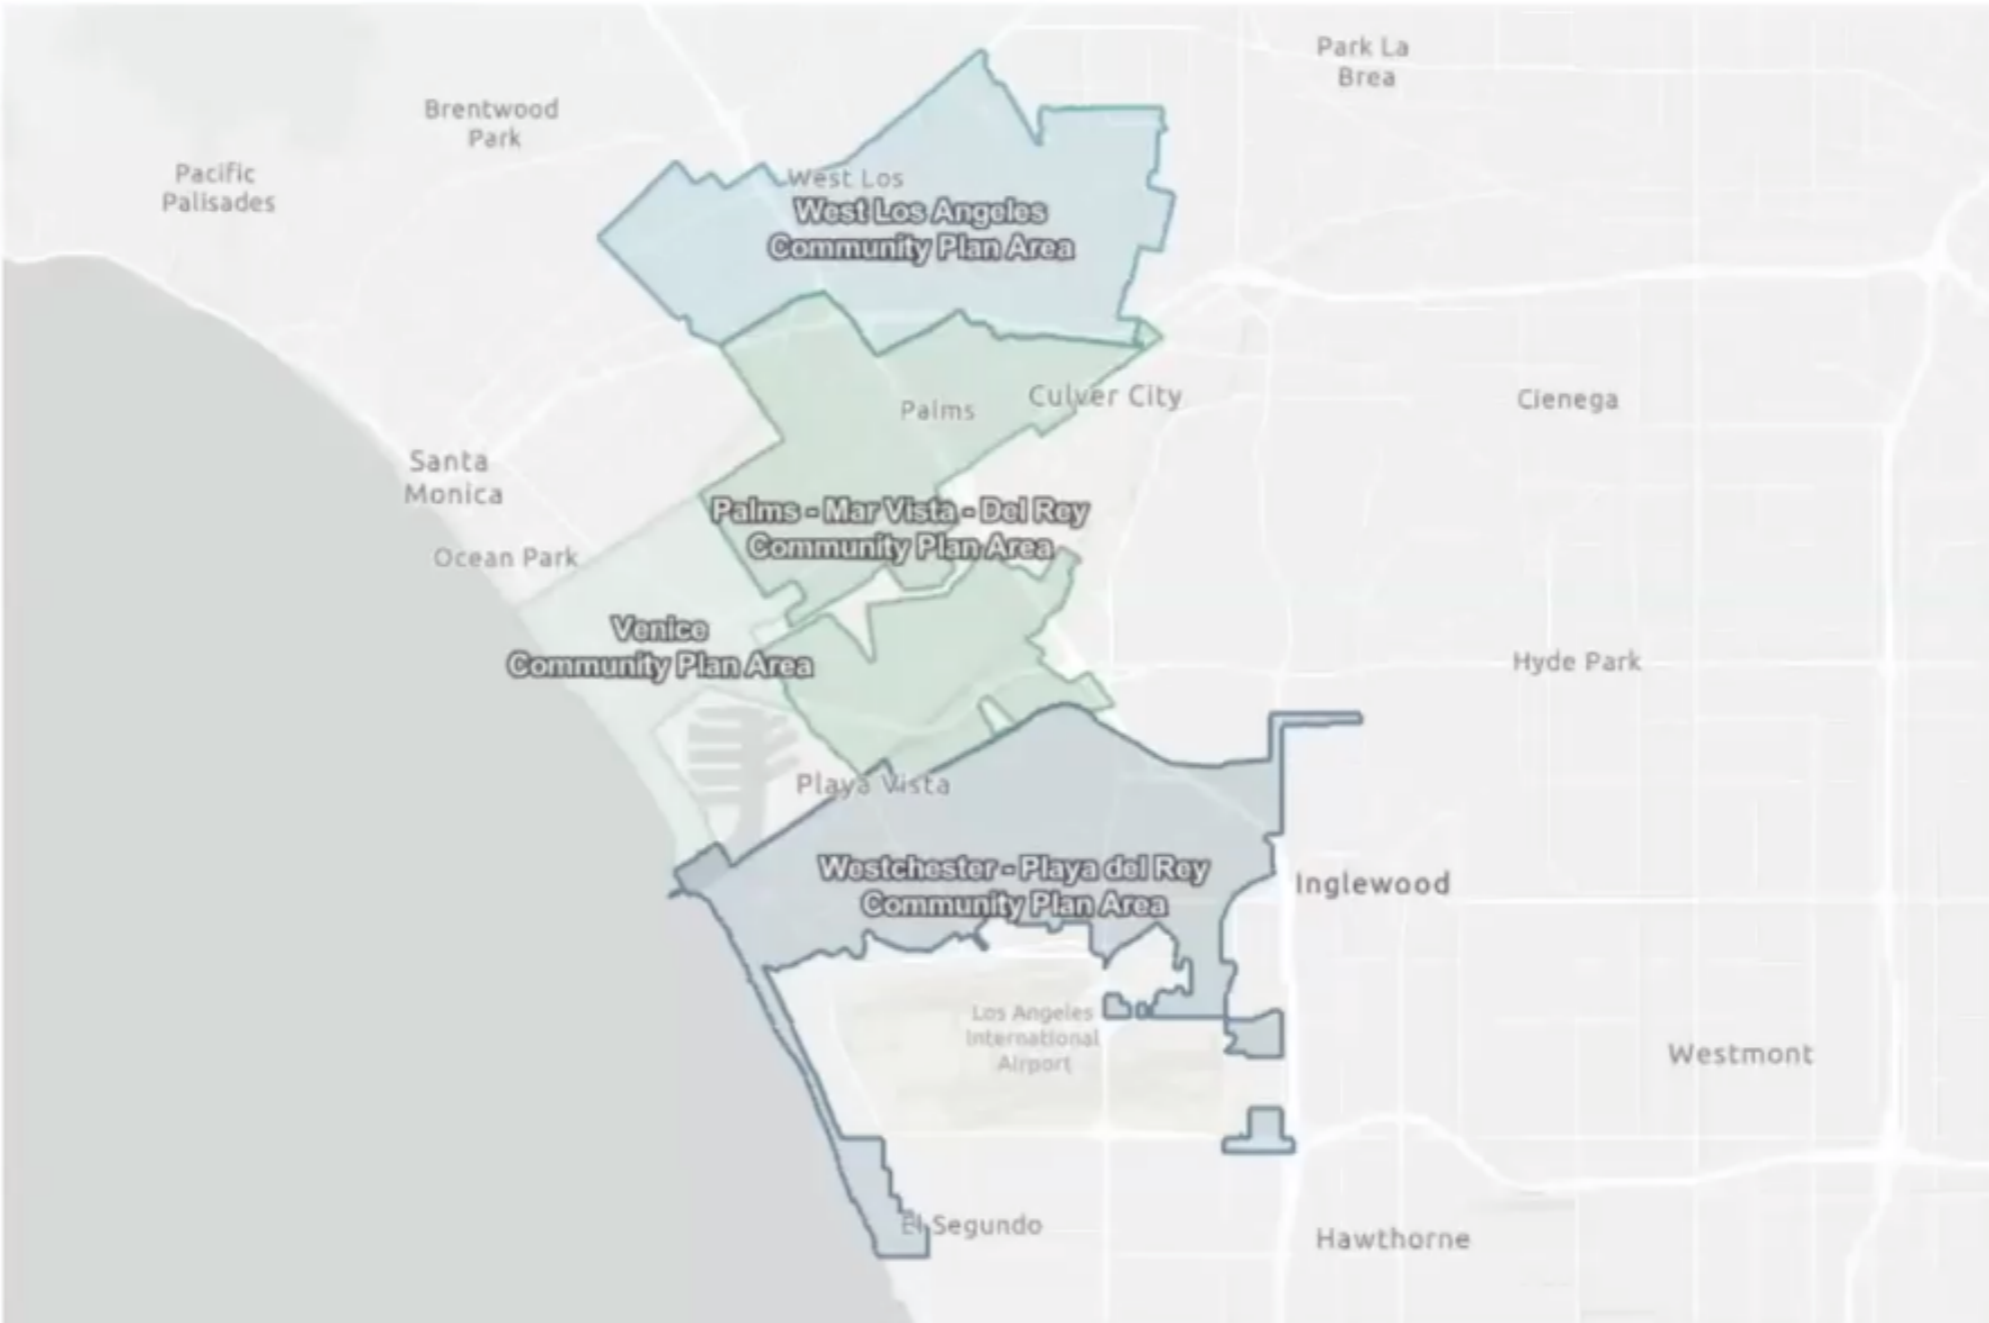 Park La
Brea
Brentwood
Park
Pacific
Palisades
West Los
West Los Angeles
Community Plan Area
Culver City
Palms
Cienega
Santa
Monica
Palms - Mar Vista - Del Rey
Community Plan Area
Ocean Park
Venice
Community Plan Area
Hyde Park
Playa Vista
Westchester - Playa del Rey
Community Plan Area
Inglewood
Los Angeles
International
Airport
Westmont
El Segundo
Hawthorne